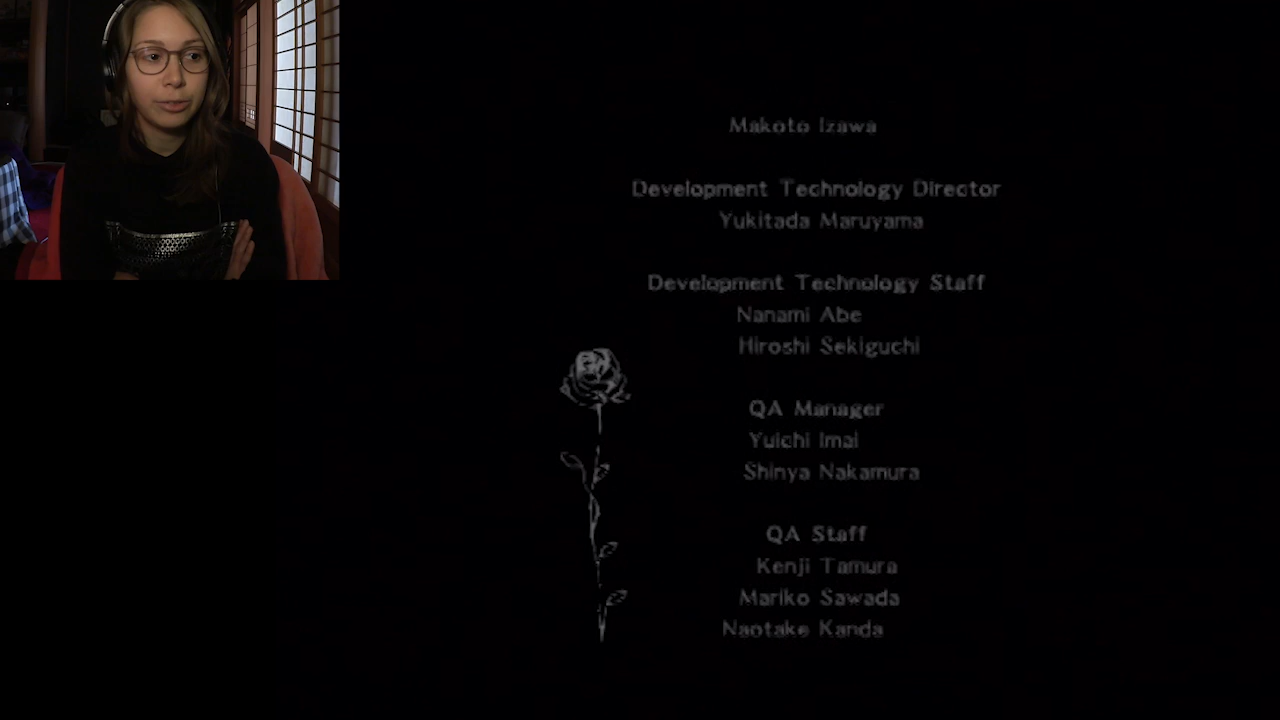 Makoto Izawa
Development Technology Director
Yukitada Maruyama
Development Technology Staff
Nanami Abe
Hiroshi Sekiguchi
QA Manager
Yuichi Imai
Shinya Nakamura
QA Staff
Kenji Tamura
Mariko Sawada
Naotake Kanda